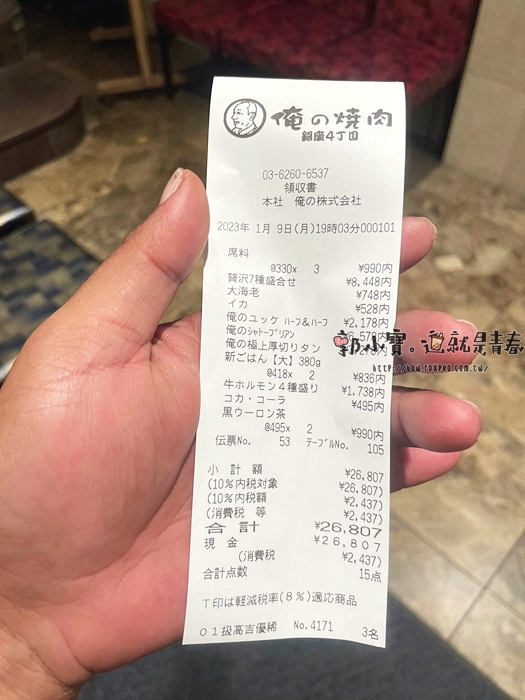 俺の焼肉
銀座4丁目
03-6260-6537
領収書
本社 俺の株式会社
2023年 1月 9日(月)19時03分000101
席料
@330x 3 ¥990内
贅沢7種盛合せ ¥8,448内
大海老 ¥748内
イカ ¥528内
俺のユッケ ハーフ&ハーフ ¥2,178内
俺のシャトーブリアン
俺の極上厚切りタン
新ごはん【大】380g
@418x 2 ¥836内
牛ホルモン4種盛り ¥1,738内
コカ・コーラ ¥495内
黒ウーロン茶
@495x 2 ¥990内
伝票No. 53 テーブルNo. 105
小 計 額 ¥26,807
(10%内税対象 ¥26,807)
(10%内税額 ¥2,437)
(消費税 等 ¥2,437)
合計 ¥26,807
現 金 ¥26,807
(消費税 ¥2,437)
合計点数 15点
T印は軽減税率(8%)適応商品
01扱高吉優稀 No.4171 3名
郭小寶。這就是青春
http://bow.foxpro.com.tw/